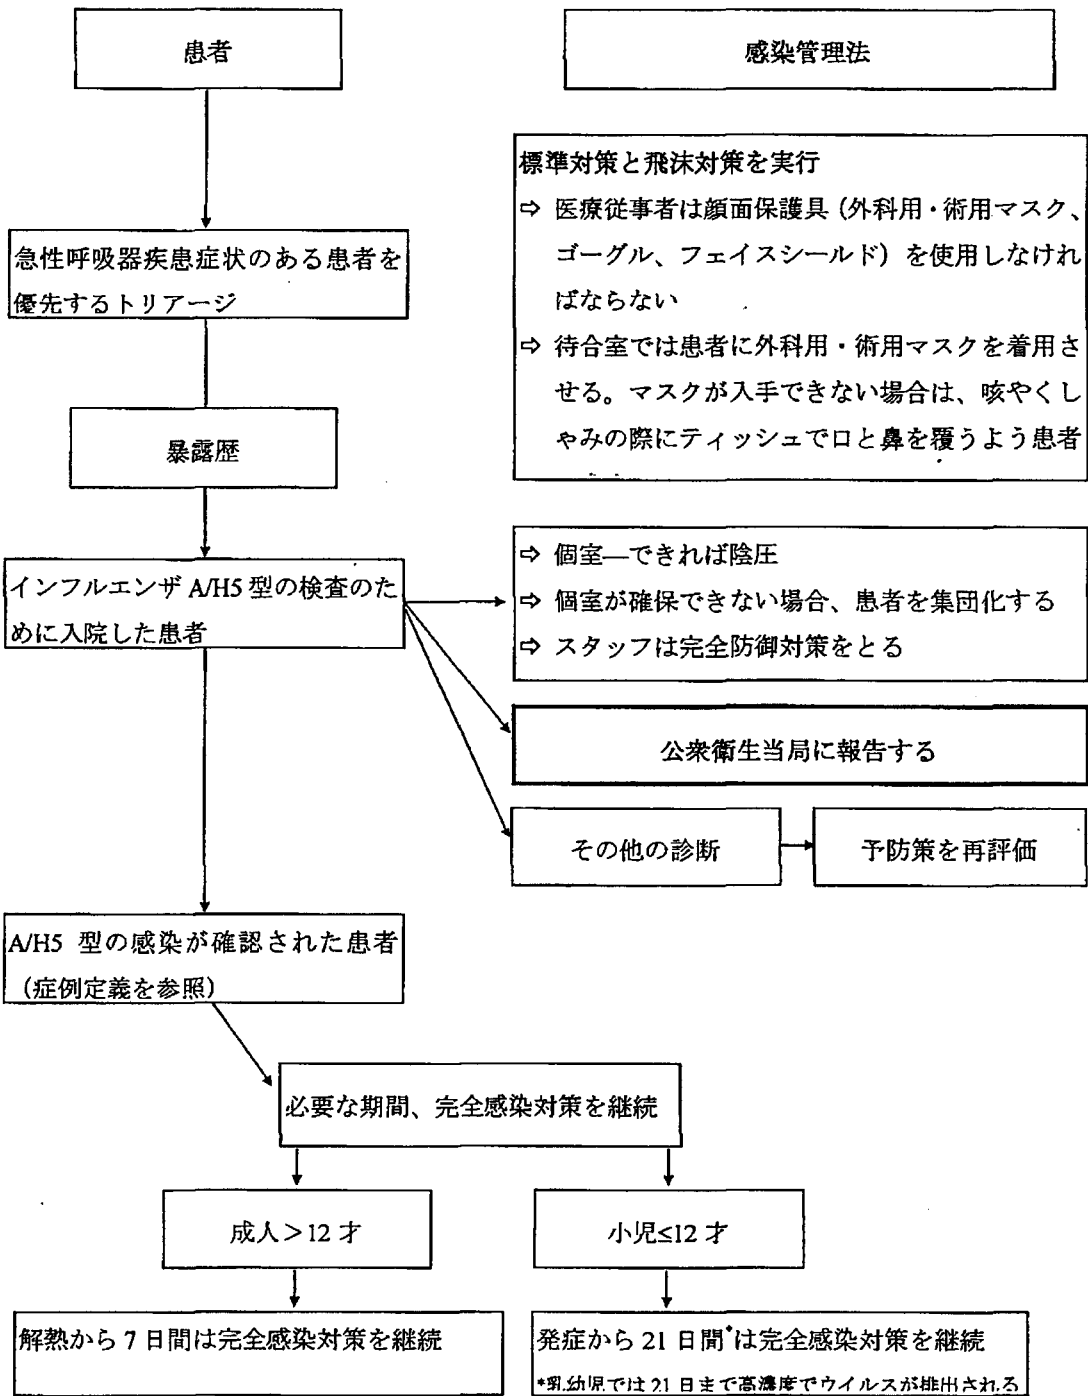 患者
感染管理法
標準対策と飛沫対策を実行
⇨ 医療従事者は顔面保護具（外科用・術用マスク、
ゴーグル、フェイスシールド）を使用しなけれ
ばならない
⇨ 待合室では患者に外科用・術用マスクを着用さ
せる。マスクが入手できない場合は、咳やくし
ゃみの際にティッシュで口と鼻を覆うよう患者
急性呼吸器疾患症状のある患者を
優先するトリアージ
暴露歴
インフルエンザ A/H5 型の検査のた
めに入院した患者
⇨ 個室―できれば陰圧
⇨ 個室が確保できない場合、患者を集団化する
⇨ スタッフは完全防御対策をとる
公衆衛生当局に報告する
その他の診断
予防策を再評価
A/H5 型の感染が確認された患者
（症例定義を参照）
必要な期間、完全感染対策を継続
成人＞12 才
小児≤12 才
解熱から 7 日間は完全感染対策を継続
発症から 21 日間*は完全感染対策を継続
*乳幼児では 21 日まで高濃度でウイルスが排出される